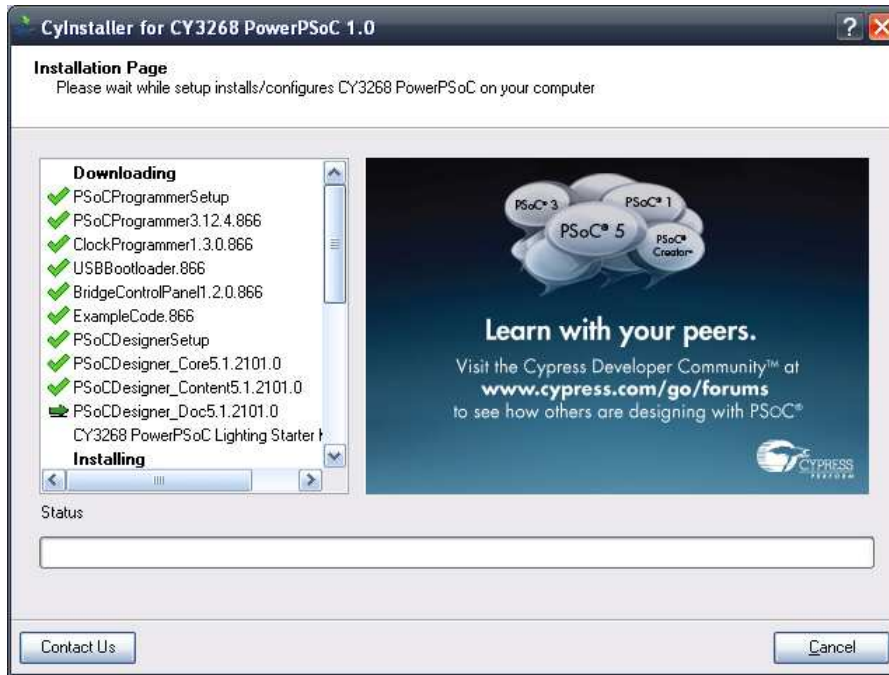 CyInstaller for CY3268 PowerPSoC 1.0
Installation Page
Please wait while setup installs/configures CY3268 PowerPSoC on your computer
Downloading
PSoCProgrammerSetup
PSoCProgrammer3.12.4.866
ClockProgrammer1.3.0.866
USBBootloader.866
BridgeControlPanel1.2.0.866
ExampleCode.866
PSoCDesignerSetup
PSoCDesigner_Core5.1.2101.0
PSoCDesigner_Content5.1.2101.0
PSoCDesigner_Doc5.1.2101.0
CY3268 PowerPSoC Lighting Starter
Installing
PSoC® 3
PSoC® 1
PSoC® 5
PSoC®
Creator™
Learn with your peers.
Visit the Cypress Developer Community™ at
www.cypress.com/go/forums
to see how others are designing with PSOC®
CYPRESS
PERFORM
Status
Contact Us
Cancel